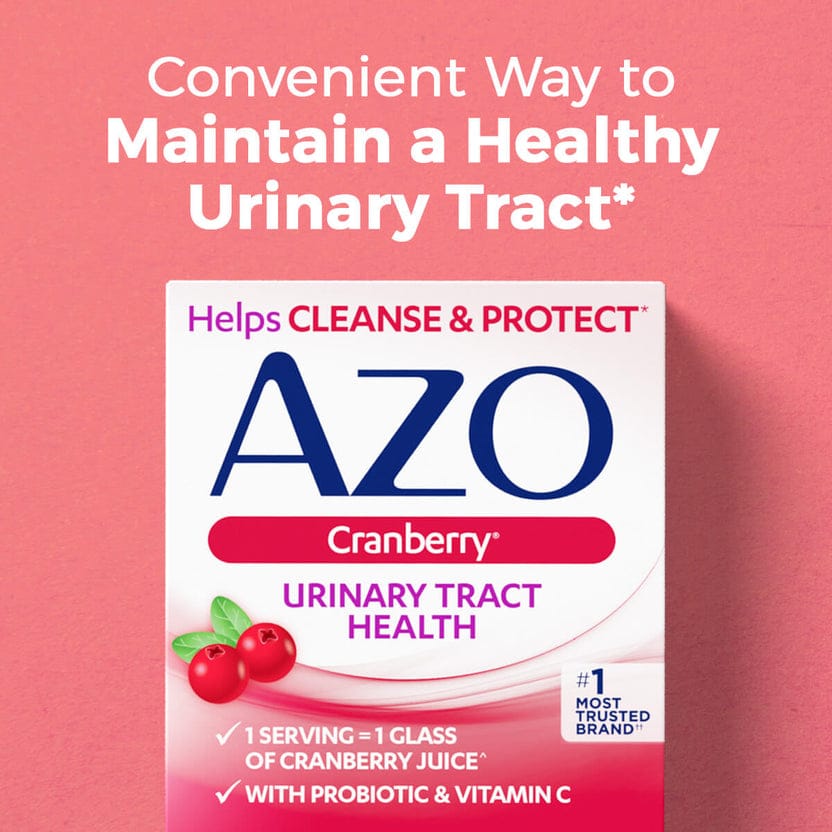 Convenient Way to
Maintain a Healthy
Urinary Tract*
Helps CLEANSE & PROTECT*
AZO
Cranberry®
URINARY TRACT
HEALTH
#1
MOST
TRUSTED
BRAND††
✓ 1 SERVING = 1 GLASS
OF CRANBERRY JUICE^
✓ WITH PROBIOTIC & VITAMIN C